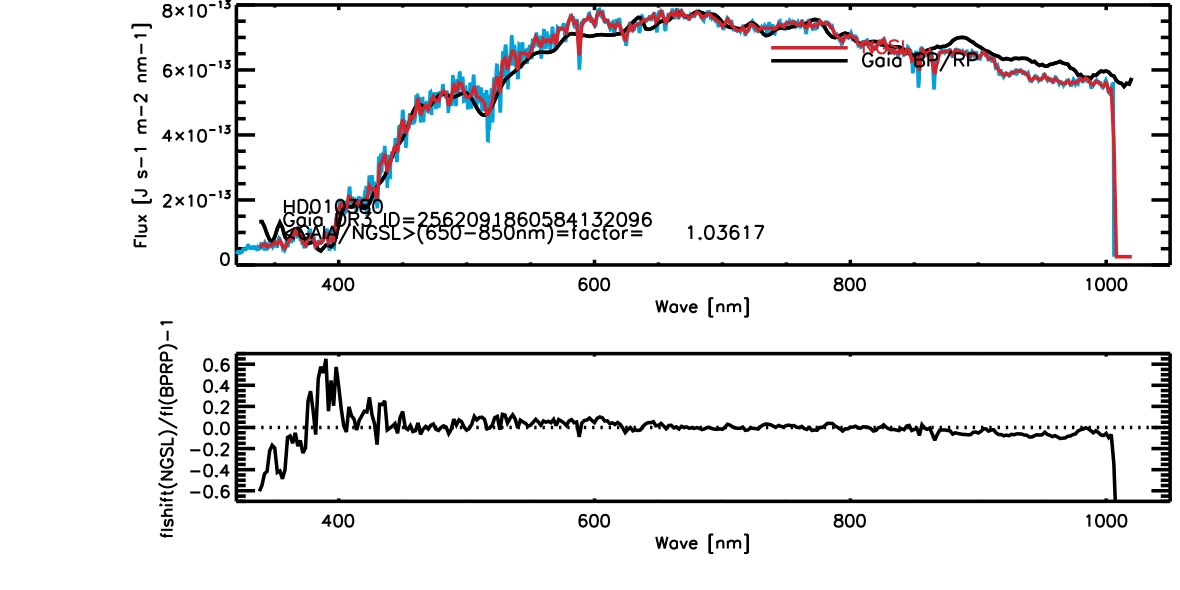 8×10−13
6×10−13
4×10−13
2×10−13
0
Flux [J s−1 m−2 nm−1]
NGSL
Gaia BP/RP
HD010380
Gaia DR3 ID=2562091860584132096
<GAIA/NGSL>(650−850nm)=factor= 1.03617
400 600 800 1000
Wave [nm]
flshift(NGSL)/fl(BPRP)−1
0.6
0.4
0.2
0.0
−0.2
−0.4
−0.6
400 600 800 1000
Wave [nm]